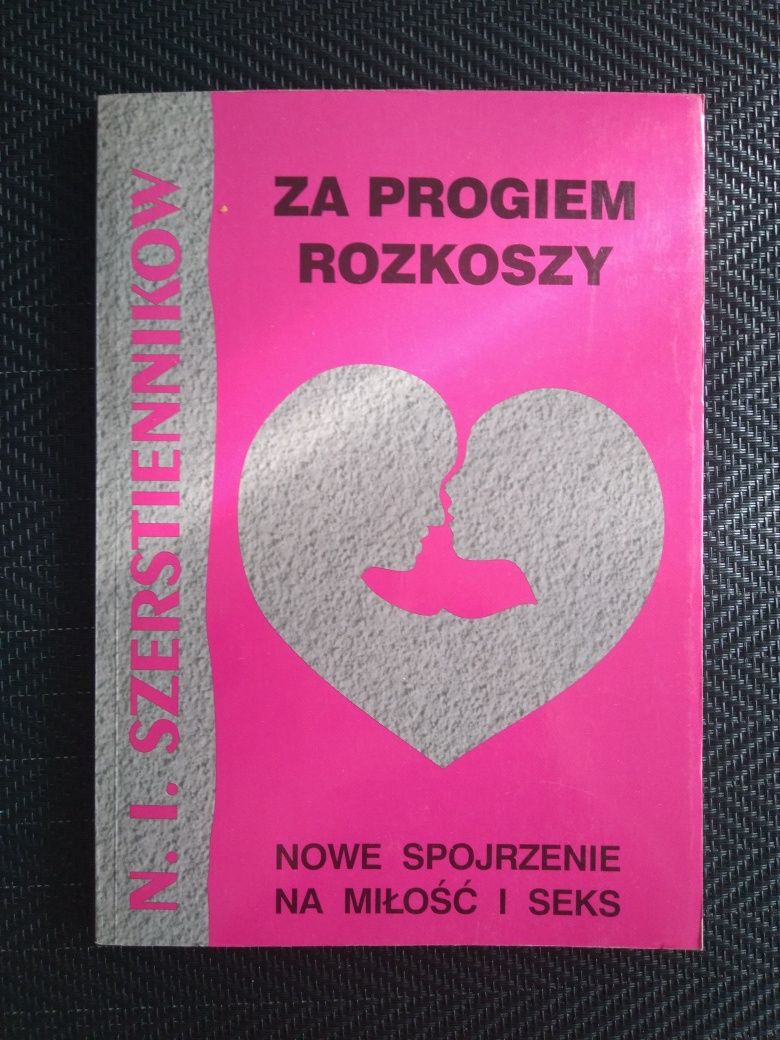 N. I. SZERSTIENNIKOW
ZA PROGIEM
ROZKOSZY
NOWE SPOJRZENIE
NA MIŁOŚĆ I SEKS